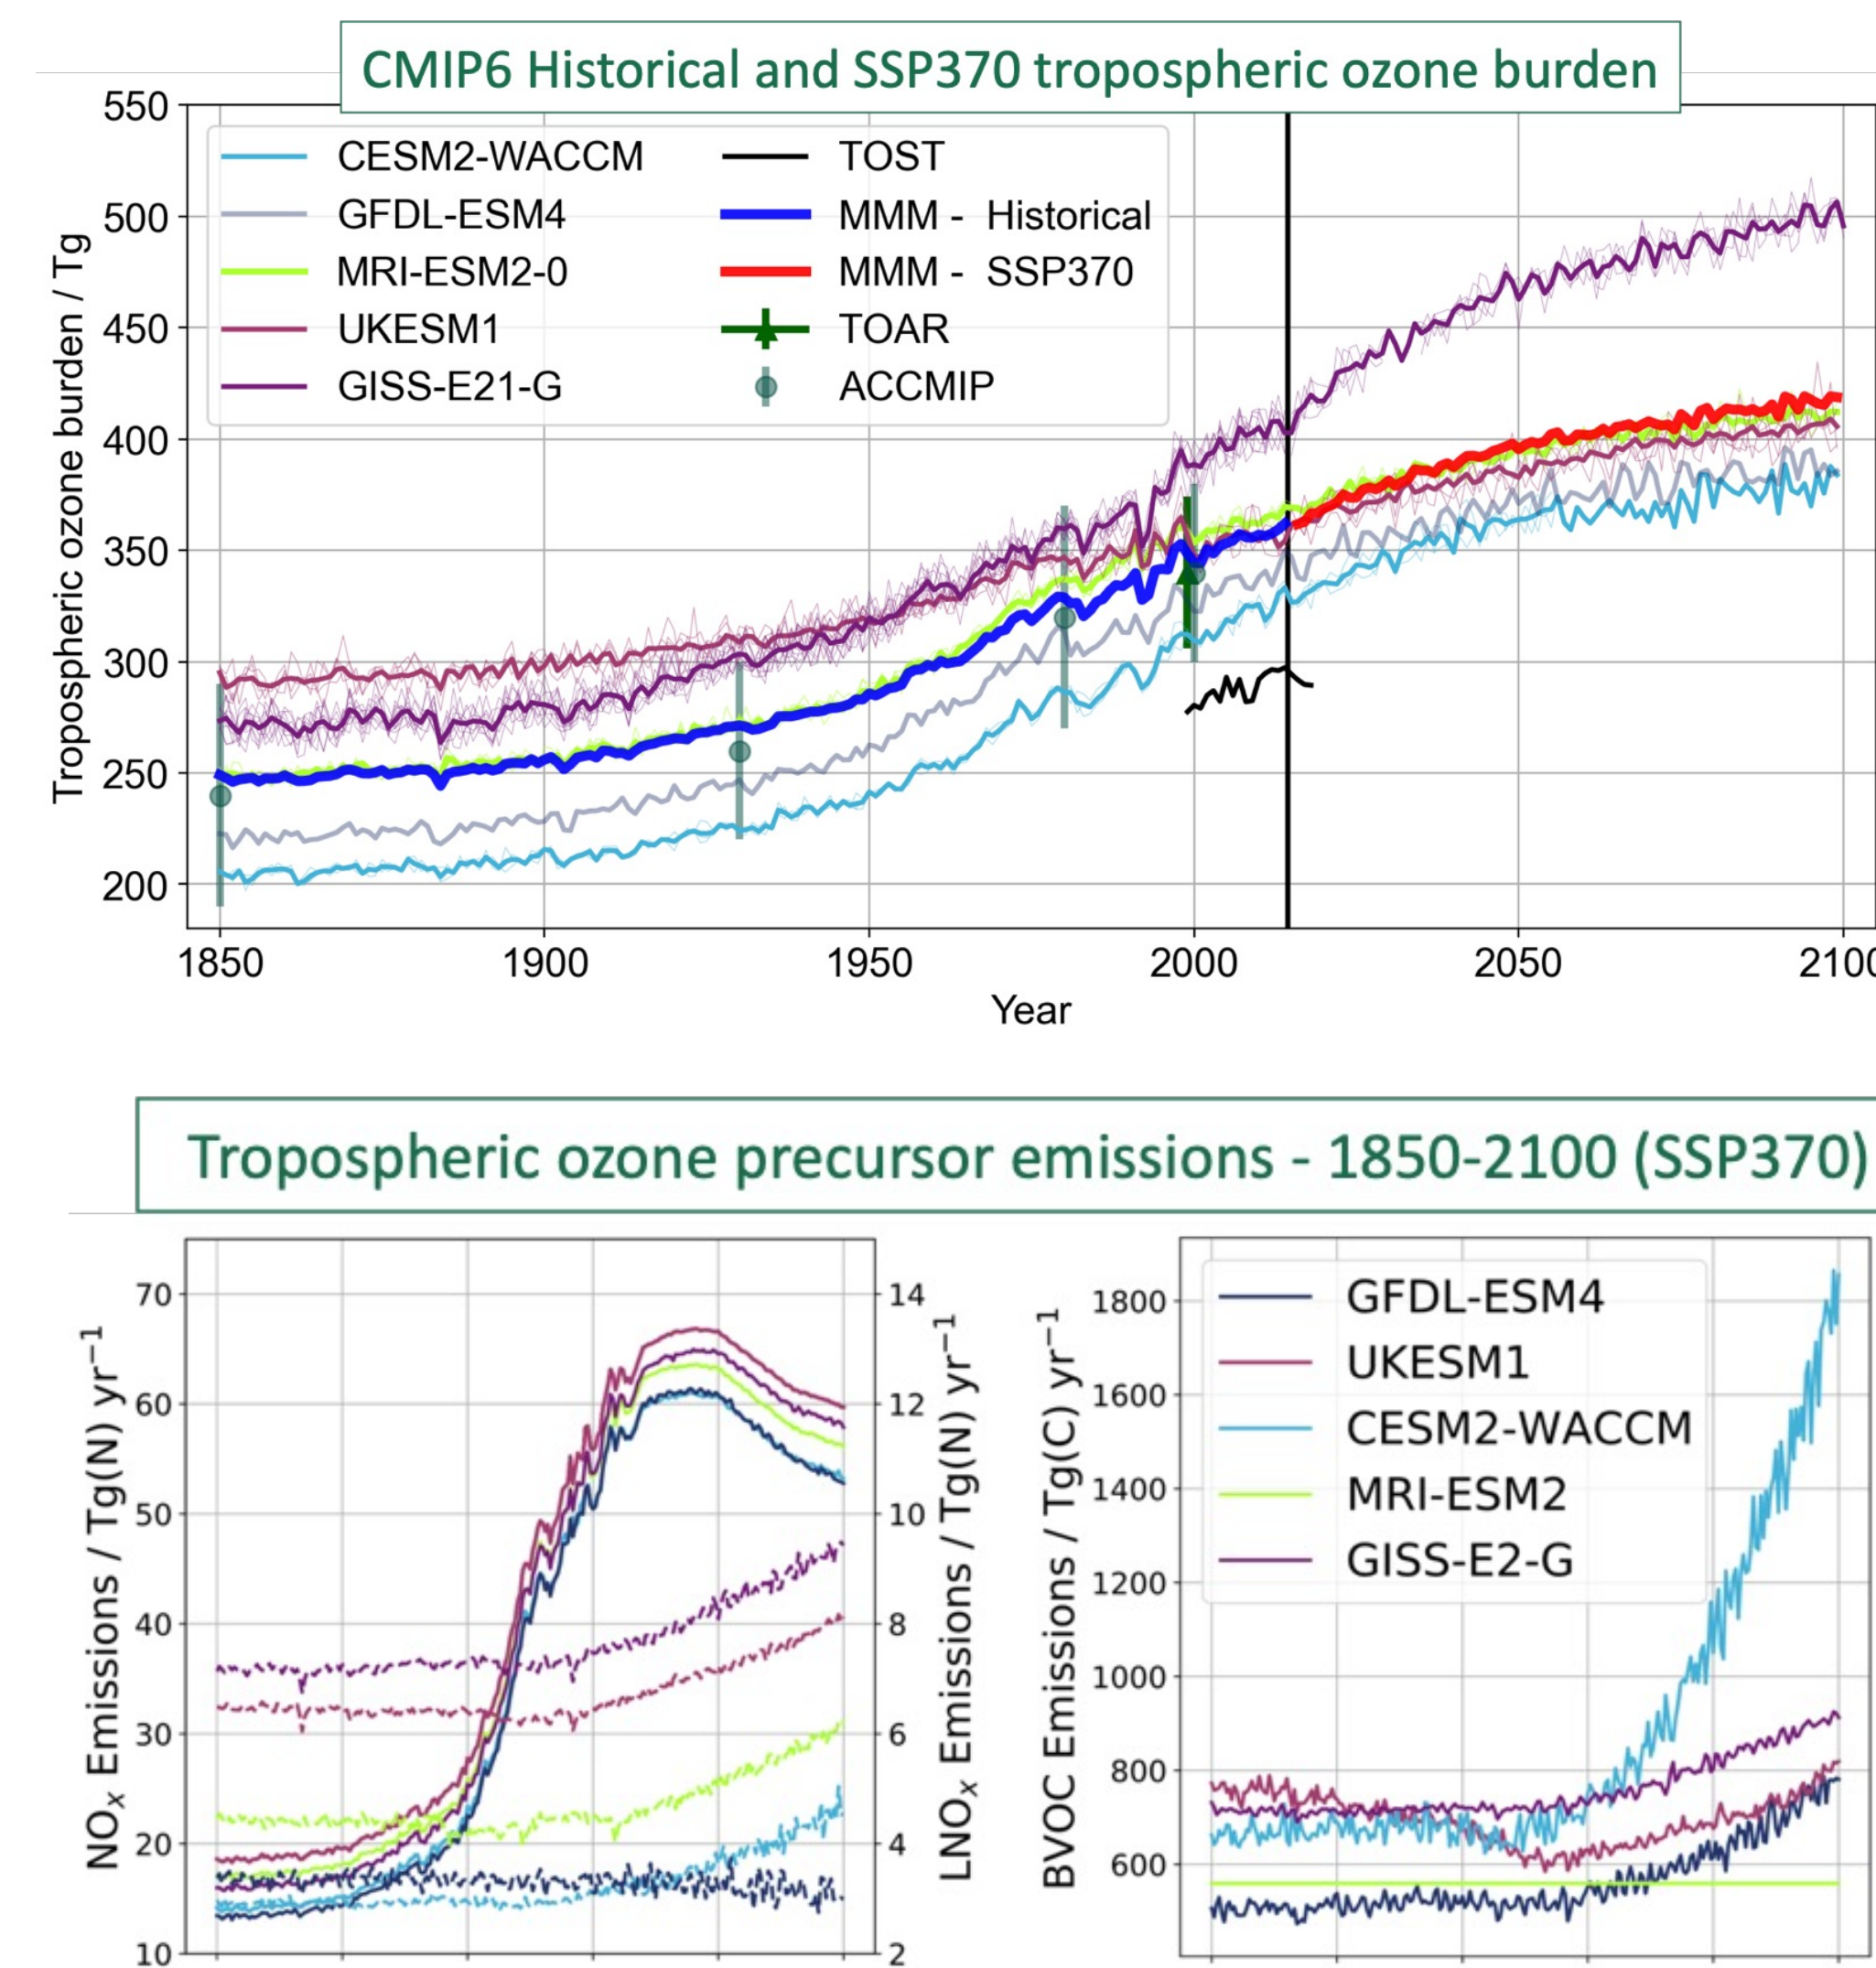 CMIP6 Historical and SSP370 tropospheric ozone burden
Tropospheric ozone burden / Tg
550
500
450
400
350
300
250
200
CESM2-WACCM
GFDL-ESM4
MRI-ESM2-0
UKESM1
GISS-E21-G
TOST
MMM - Historical
MMM - SSP370
TOAR
ACCMIP
1850 1900 1950 2000 2050 2100
Year
Tropospheric ozone precursor emissions - 1850-2100 (SSP370)
NOₓ Emissions / Tg(N) yr⁻¹
70
60
50
40
30
20
10
14
12
10
8
6
4
2
LNOₓ Emissions / Tg(N) yr⁻¹
BVOC Emissions / Tg(C) yr⁻¹
1800
1600
1400
1200
1000
800
600
GFDL-ESM4
UKESM1
CESM2-WACCM
MRI-ESM2
GISS-E2-G